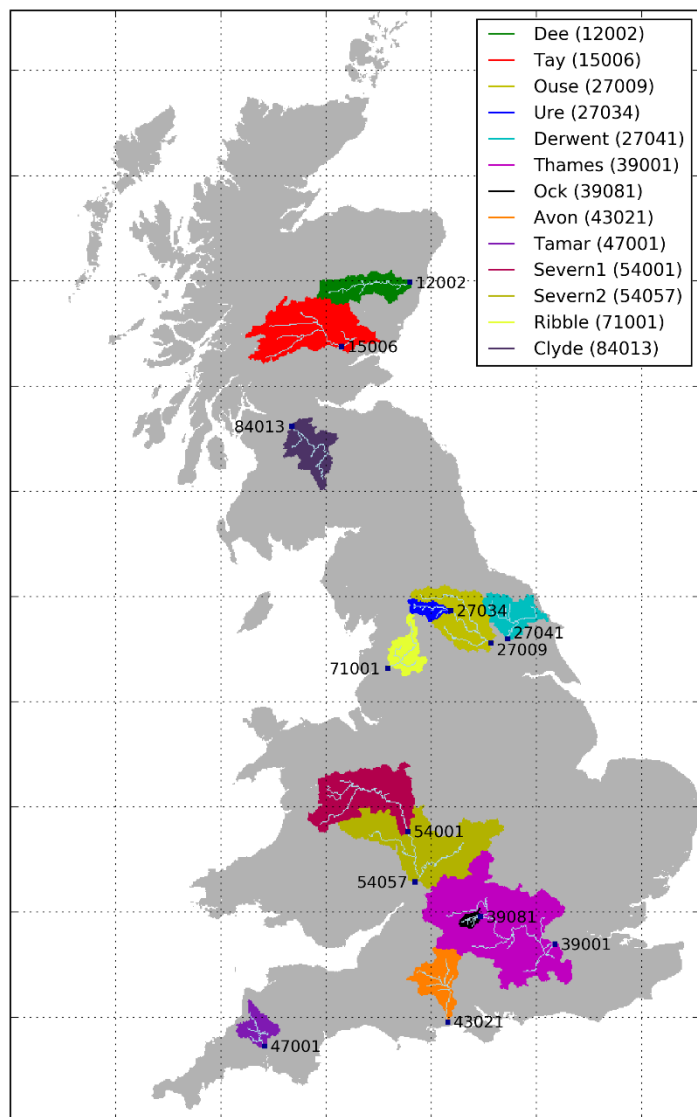 Dee (12002)
Tay (15006)
Ouse (27009)
Ure (27034)
Derwent (27041)
Thames (39001)
Ock (39081)
Avon (43021)
Tamar (47001)
Severn1 (54001)
Severn2 (54057)
Ribble (71001)
Clyde (84013)
12002
15006
84013
27034
27041
27009
71001
54001
54057
39081
39001
43021
47001